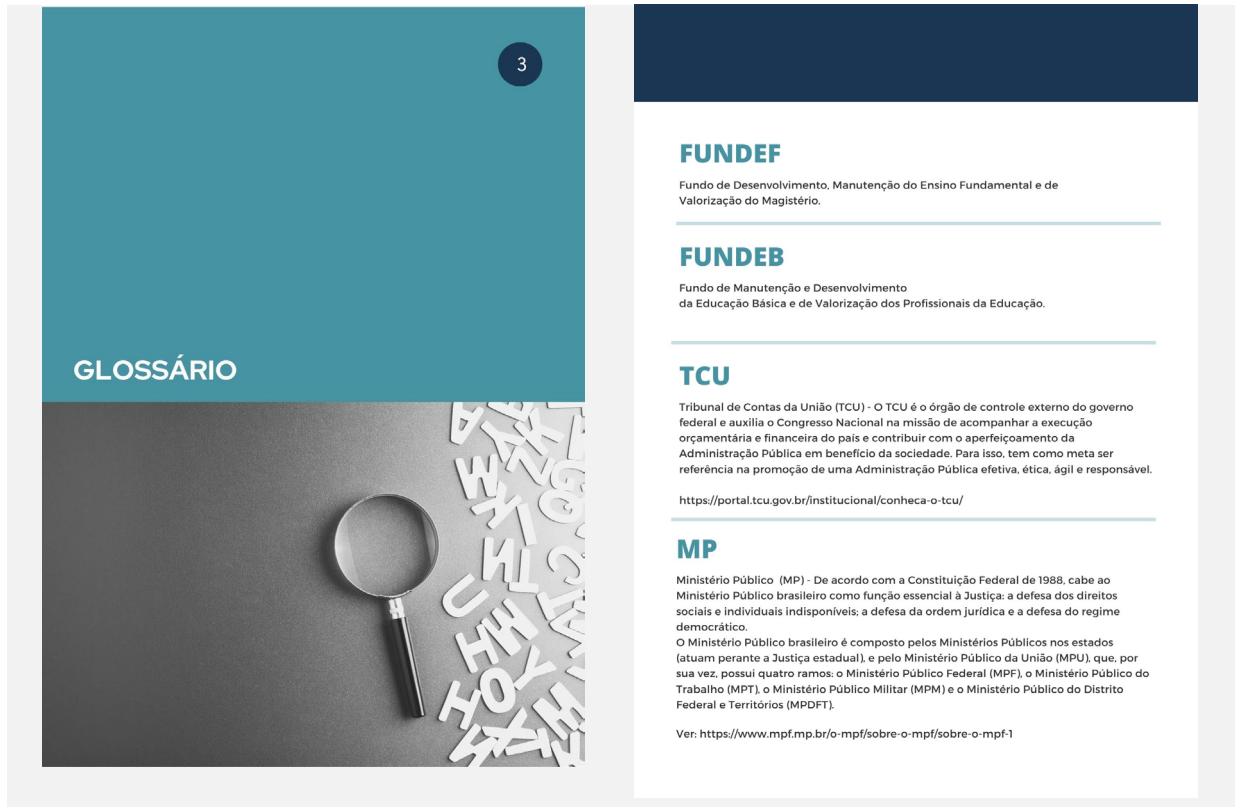 3
GLOSSÁRIO
FUNDEF
Fundo de Desenvolvimento, Manutenção do Ensino Fundamental e de
Valorização do Magistério.
FUNDEB
Fundo de Manutenção e Desenvolvimento
da Educação Básica e de Valorização dos Profissionais da Educação.
TCU
Tribunal de Contas da União (TCU) - O TCU é o órgão de controle externo do governo
federal e auxilia o Congresso Nacional na missão de acompanhar a execução
orçamentária e financeira do país e contribuir com o aperfeiçoamento da
Administração Pública em benefício da sociedade. Para isso, tem como meta ser
referência na promoção de uma Administração Pública efetiva, ética, ágil e responsável.
https://portal.tcu.gov.br/institucional/conheca-o-tcu/
MP
Ministério Público (MP) - De acordo com a Constituição Federal de 1988, cabe ao
Ministério Público brasileiro como função essencial à Justiça: a defesa dos direitos
sociais e individuais indisponíveis; a defesa da ordem jurídica e a defesa do regime
democrático.
O Ministério Público brasileiro é composto pelos Ministérios Públicos nos estados
(atuam perante a Justiça estadual), e pelo Ministério Público da União (MPU), que, por
sua vez, possui quatro ramos: o Ministério Público Federal (MPF), o Ministério Público do
Trabalho (MPT), o Ministério Público Militar (MPM) e o Ministério Público do Distrito
Federal e Territórios (MPDFT).
Ver: https://www.mpf.mp.br/o-mpf/sobre-o-mpf/sobre-o-mpf-1